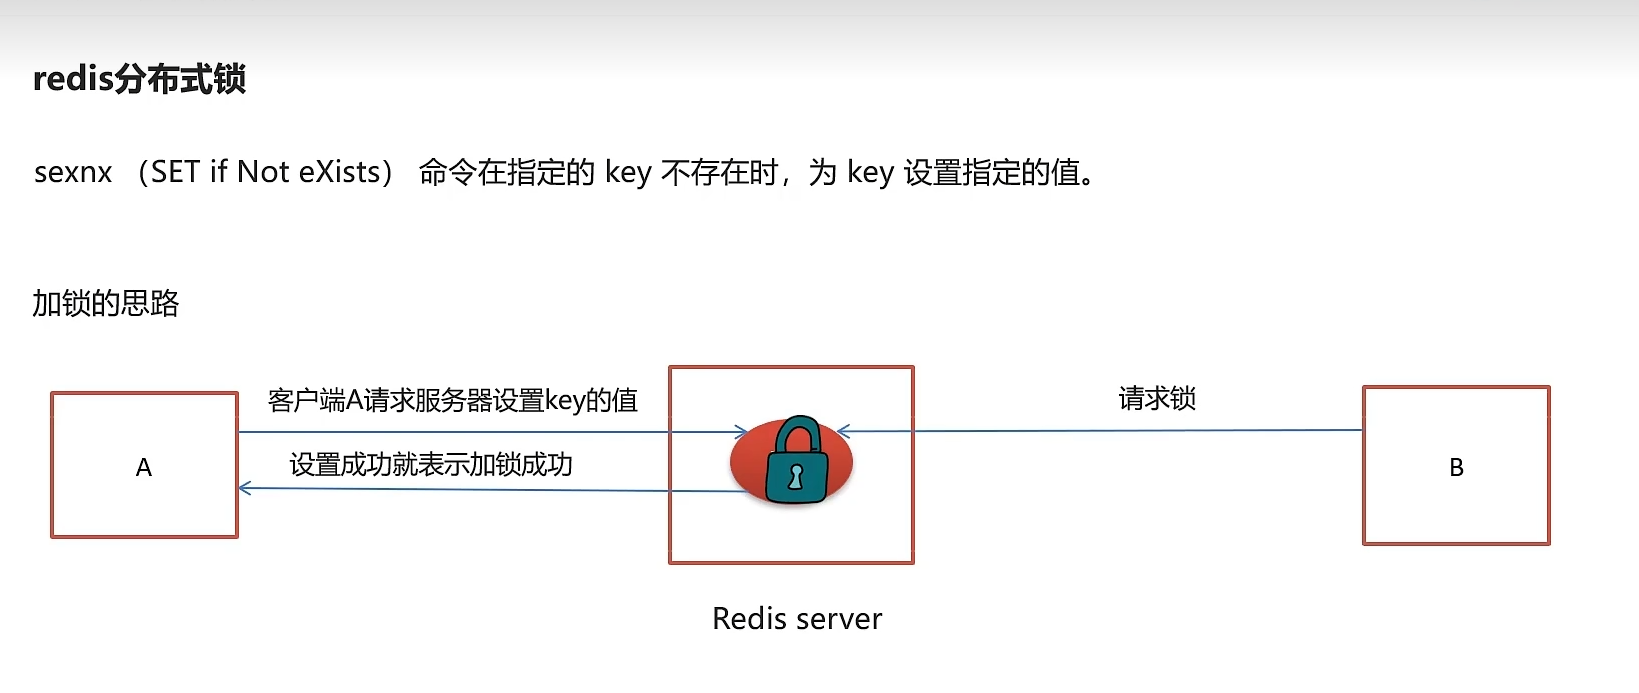 redis分布式锁
sexnx （SET if Not eXists） 命令在指定的 key 不存在时，为 key 设置指定的值。
加锁的思路
客户端A请求服务器设置key的值
请求锁
设置成功就表示加锁成功
A
B
Redis server